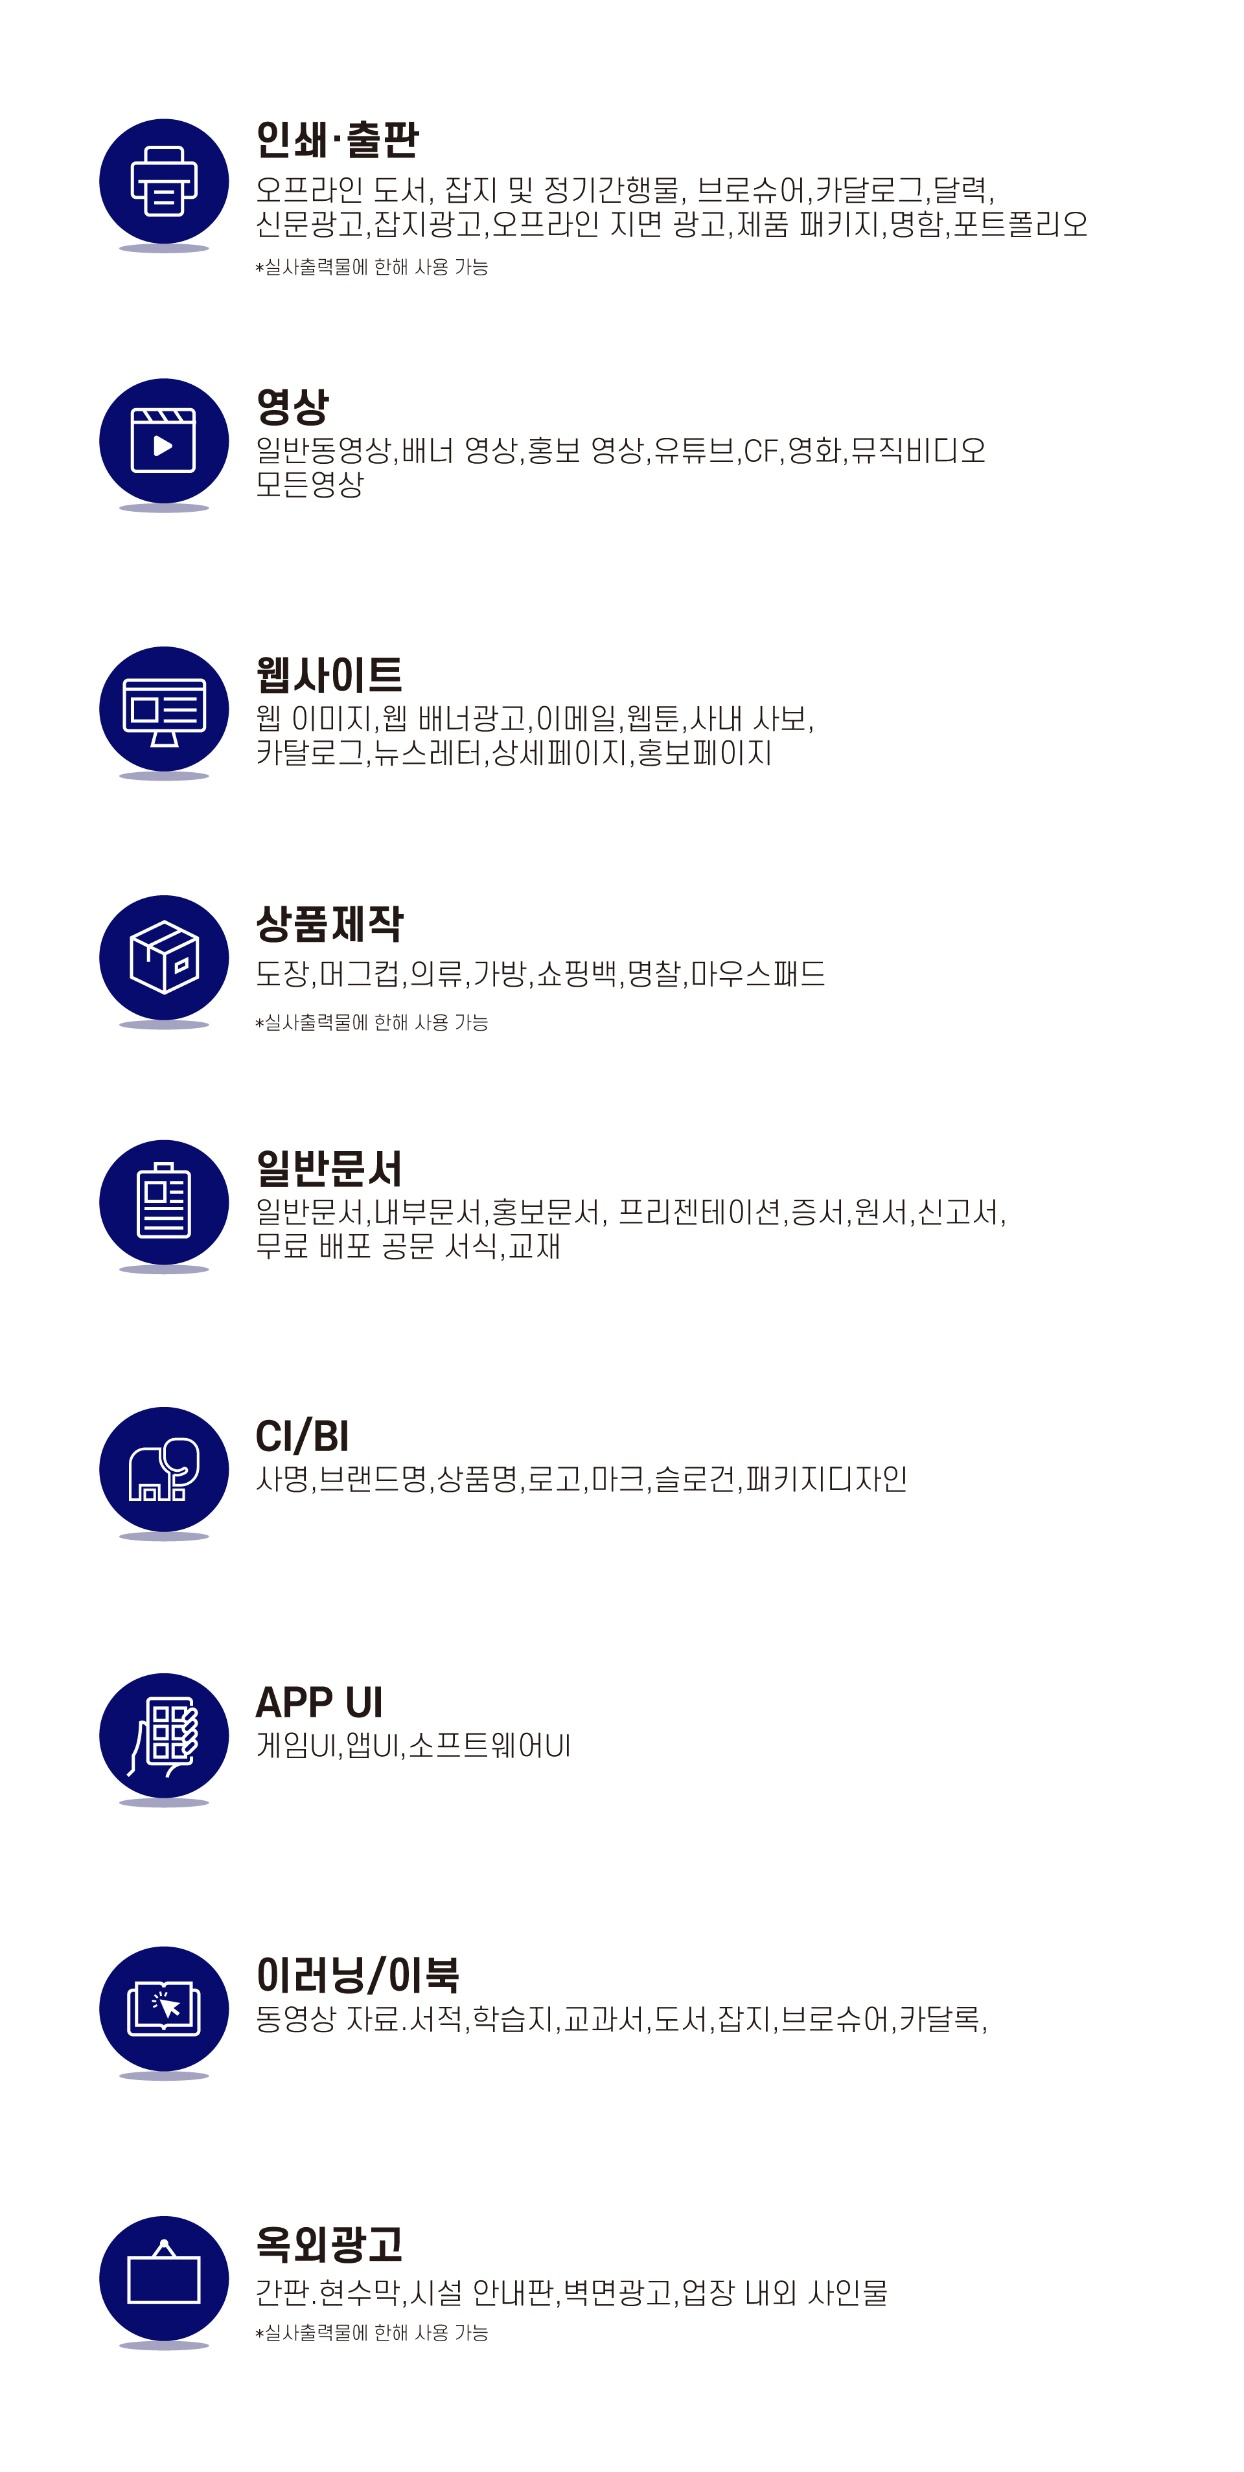 인쇄·출판
오프라인 도서, 잡지 및 정기간행물, 브로슈어,카달로그,달력,
신문광고,잡지광고,오프라인 지면 광고,제품 패키지,명함,포트폴리오
*실사출력물에 한해 사용 가능
영상
일반동영상,배너 영상,홍보 영상,유튜브,CF,영화,뮤직비디오
모든영상
웹사이트
웹 이미지,웹 배너광고,이메일,웹툰,사내 사보,
카탈로그,뉴스레터,상세페이지,홍보페이지
상품제작
도장,머그컵,의류,가방,쇼핑백,명찰,마우스패드
*실사출력물에 한해 사용 가능
일반문서
일반문서,내부문서,홍보문서, 프리젠테이션,증서,원서,신고서,
무료 배포 공문 서식,교재
CI/BI
사명,브랜드명,상품명,로고,마크,슬로건,패키지디자인
APP UI
게임UI,앱UI,소프트웨어UI
이러닝/이북
동영상 자료.서적,학습지,교과서,도서,잡지,브로슈어,카달록,
옥외광고
간판.현수막,시설 안내판,벽면광고,업장 내외 사인물
*실사출력물에 한해 사용 가능